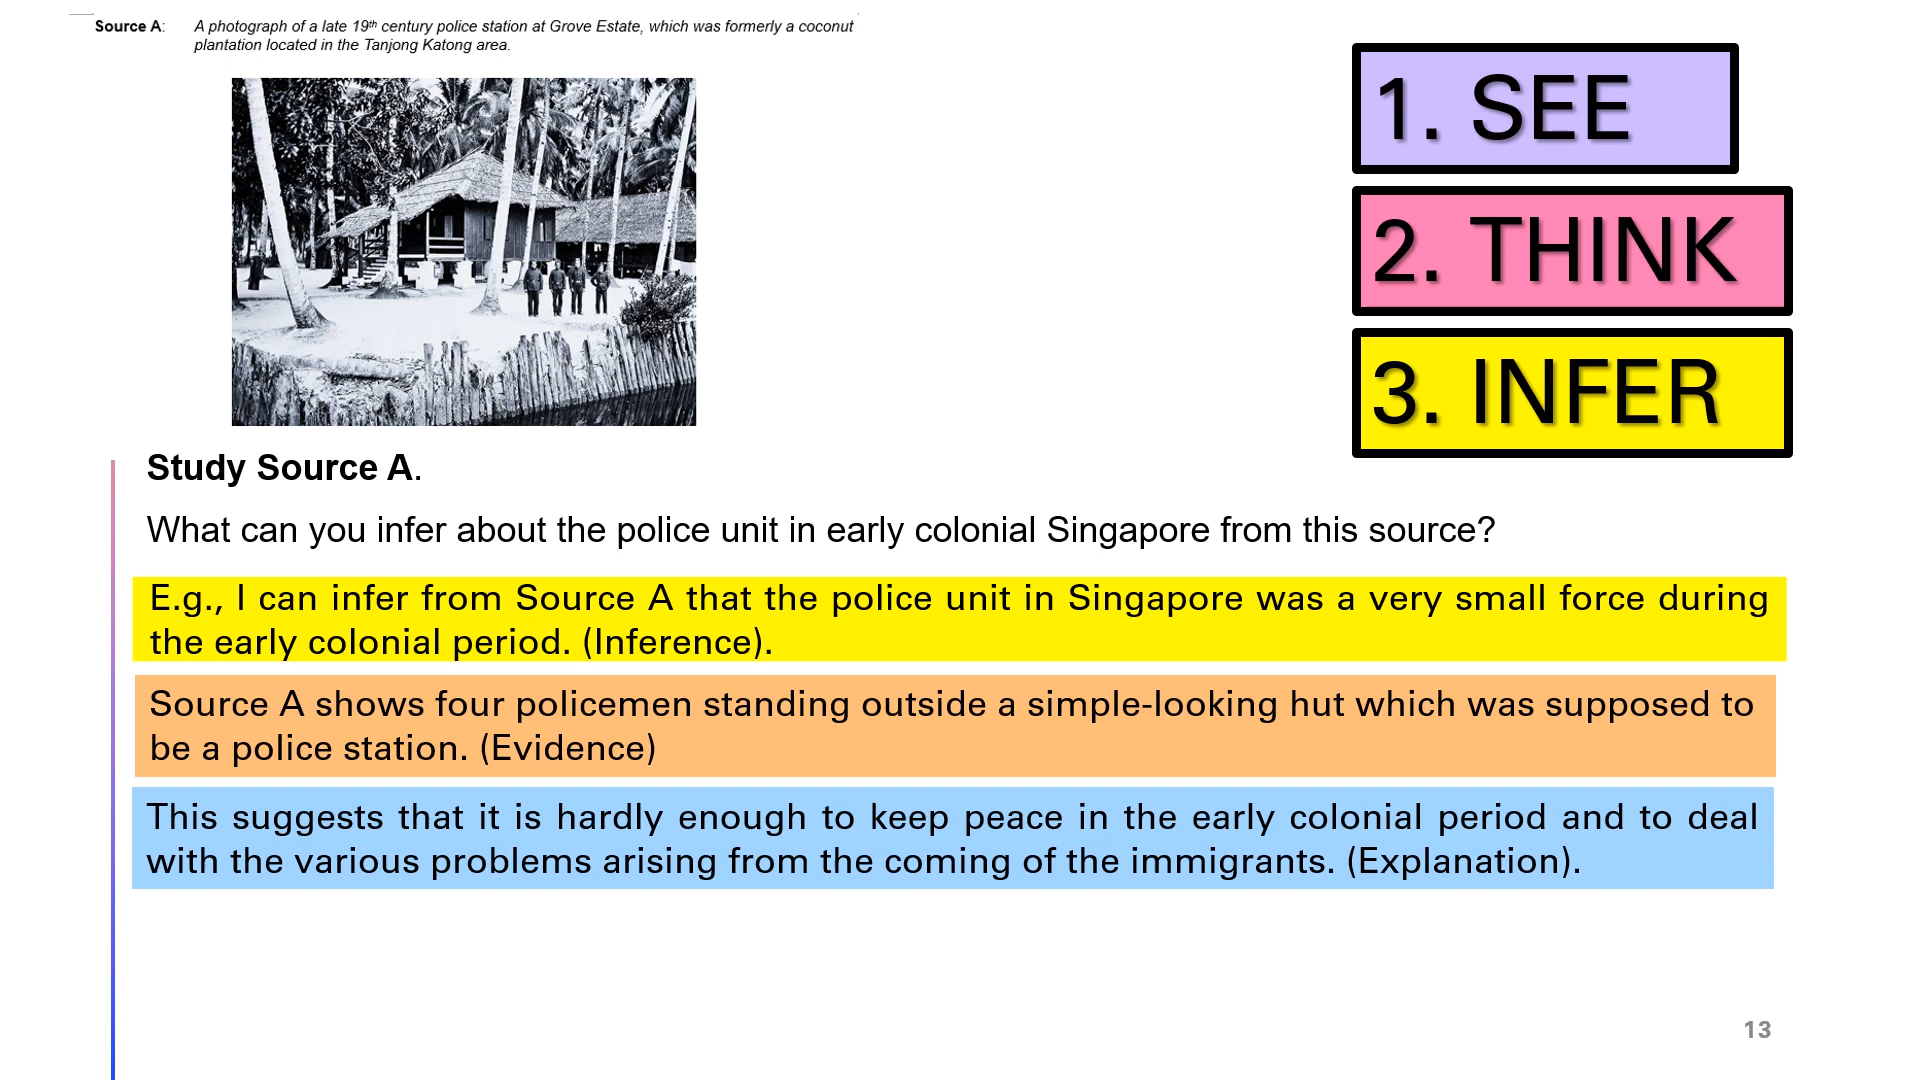 Source A: A photograph of a late 19th century police station at Grove Estate, which was formerly a coconut
plantation located in the Tanjong Katong area.
1. SEE
2. THINK
3. INFER
Study Source A.
What can you infer about the police unit in early colonial Singapore from this source?
E.g., I can infer from Source A that the police unit in Singapore was a very small force during
the early colonial period. (Inference).
Source A shows four policemen standing outside a simple-looking hut which was supposed to
be a police station. (Evidence)
This suggests that it is hardly enough to keep peace in the early colonial period and to deal
with the various problems arising from the coming of the immigrants. (Explanation).
13